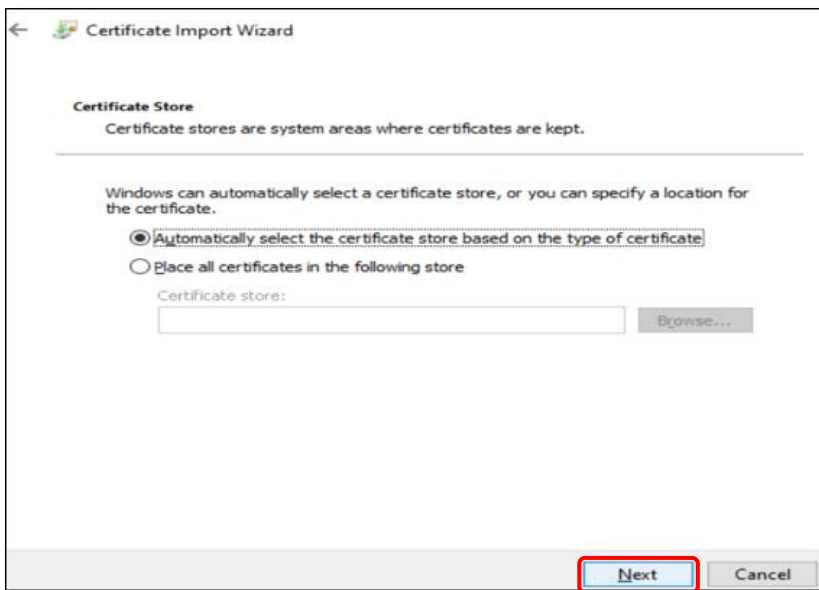 Certificate Import Wizard
Certificate Store
Certificate stores are system areas where certificates are kept.
Windows can automatically select a certificate store, or you can specify a location for
the certificate.
Automatically select the certificate store based on the type of certificate
Place all certificates in the following store
Certificate store:
Browse...
Next
Cancel